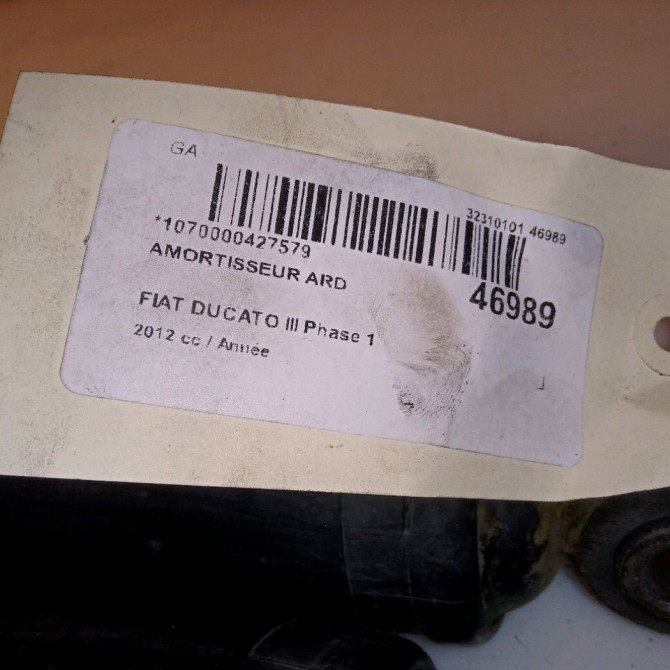 GA
32310101 46989
*1070000427579
AMORTISSEUR ARD
46989
FIAT DUCATO III Phase 1
2012 cc / Année